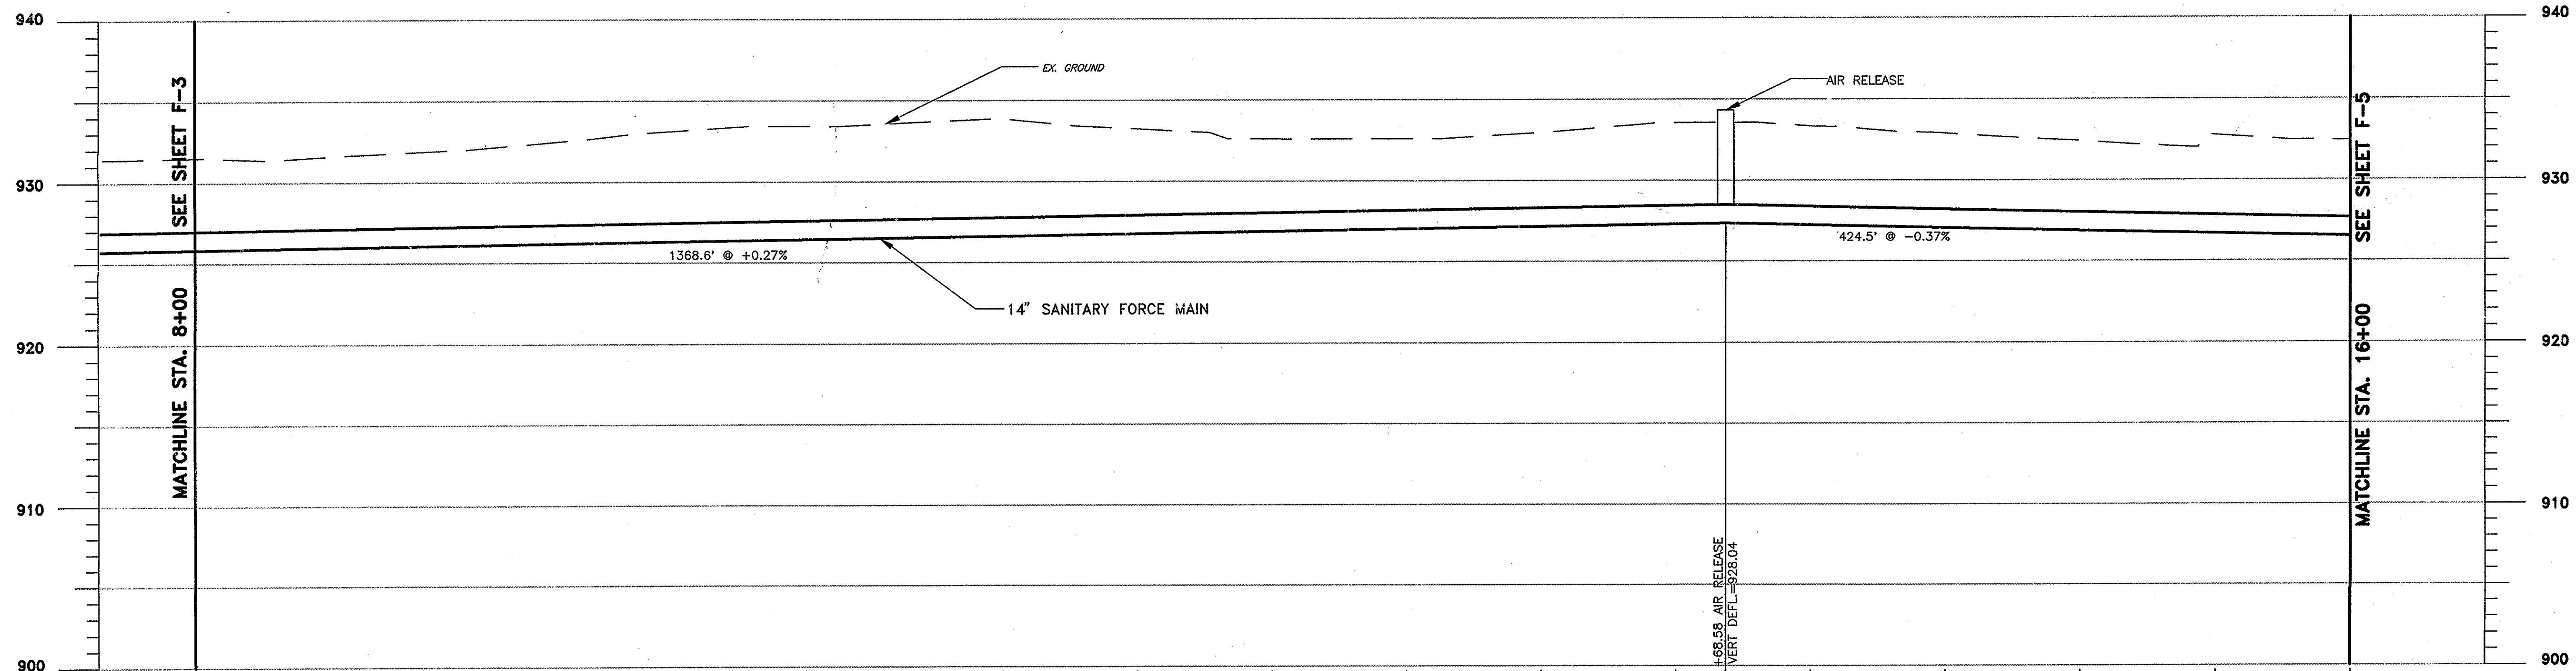 940
940
EX. GROUND
AIR RELEASE
SEE SHEET F-3
SEE SHEET F-5
930
930
424.5' @ -0.37%
1368.6' @ +0.27%
14" SANITARY FORCE MAIN
MATCHLINE STA. 8+00
MATCHLINE STA. 16+00
920
920
910
910
+68.58 AIR RELEASE
VERT DEFL.=928.04
900
900